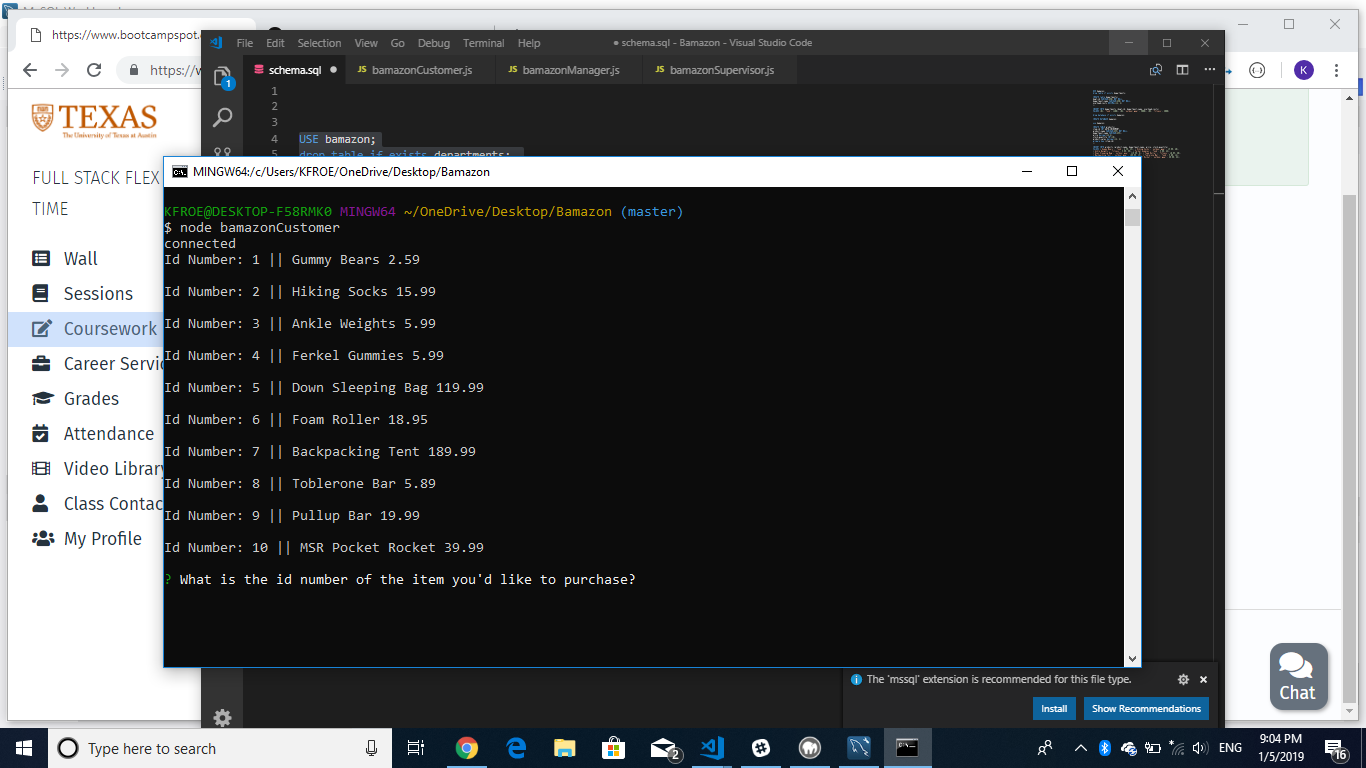 https://www.bootcampspot.
https://w
K
TEXAS
The University of Texas at Austin
FULL STACK FLEX
TIME
Wall
Sessions
Coursework
Career Servic
Grades
Attendance
Video Library
Class Contac
My Profile
File Edit Selection View Go Debug Terminal Help
● schema.sql - Bamazon - Visual Studio Code
1
schema.sql ●
JS bamazonCustomer.js
JS bamazonManager.js
JS bamazonSupervisor.js
1
2
3
4 USE bamazon;
5 drop table if exists departments;
MINGW64:/c/Users/KFROE/OneDrive/Desktop/Bamazon
KFROE@DESKTOP-F58RMK0 MINGW64 ~/OneDrive/Desktop/Bamazon (master)
$ node bamazonCustomer
connected
Id Number: 1 || Gummy Bears 2.59
Id Number: 2 || Hiking Socks 15.99
Id Number: 3 || Ankle Weights 5.99
Id Number: 4 || Ferkel Gummies 5.99
Id Number: 5 || Down Sleeping Bag 119.99
Id Number: 6 || Foam Roller 18.95
Id Number: 7 || Backpacking Tent 189.99
Id Number: 8 || Toblerone Bar 5.89
Id Number: 9 || Pullup Bar 19.99
Id Number: 10 || MSR Pocket Rocket 39.99
? What is the id number of the item you'd like to purchase?
The 'mssql' extension is recommended for this file type.
Install
Show Recommendations
Chat
Type here to search
2
ENG
9:04 PM
1/5/2019
16